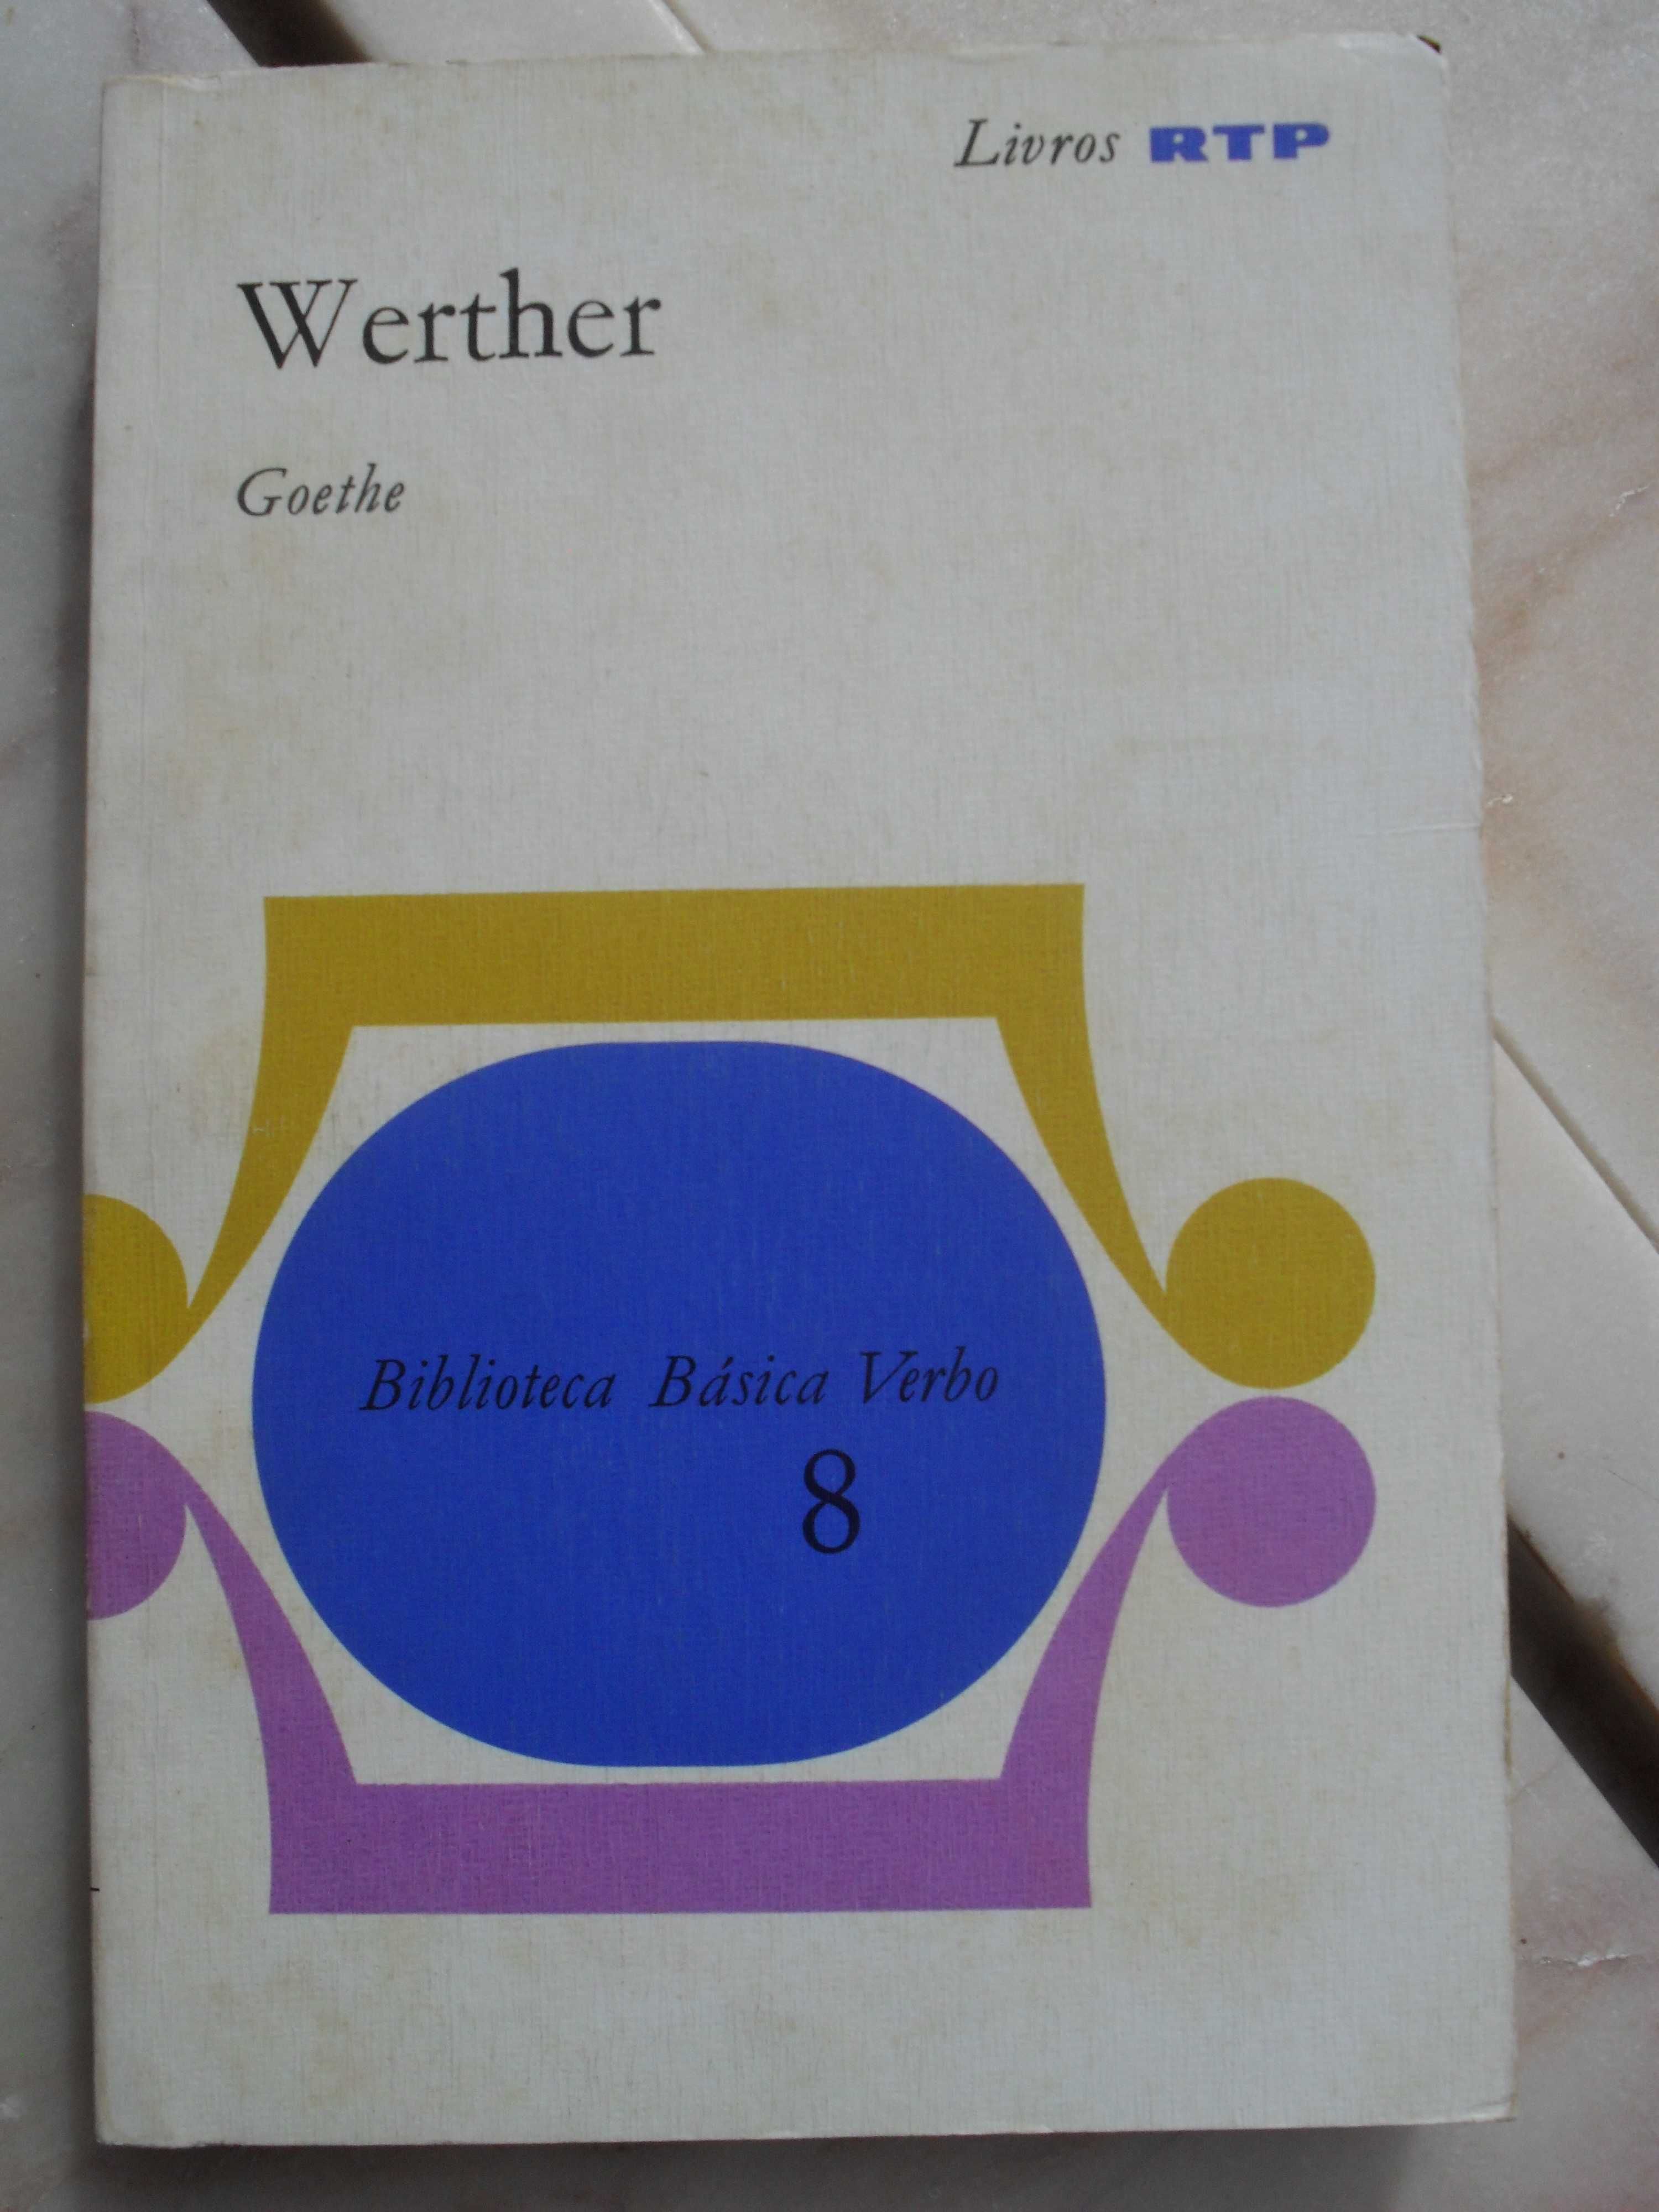 Livros RTP
Werther
Goethe
Biblioteca Básica Verbo
8